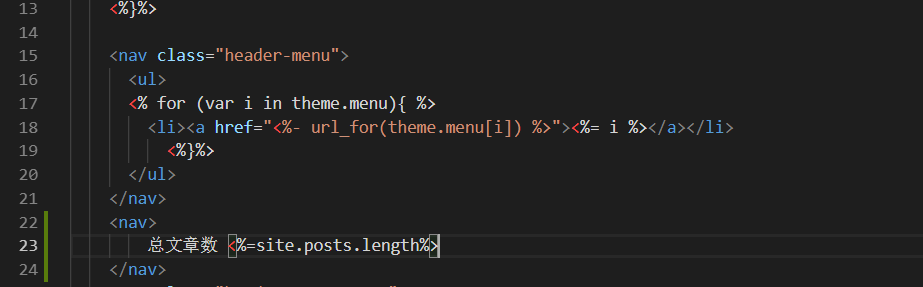 13 <%}%>
14
15 <nav class="header-menu">
16 <ul>
17 <% for (var i in theme.menu){ %>
18 <li><a href="<%- url_for(theme.menu[i]) %>"><%= i %></a></li>
19 <%}%>
20 </ul>
21 </nav>
22 <nav>
23 总文章数 <%=site.posts.length%>
24 </nav>